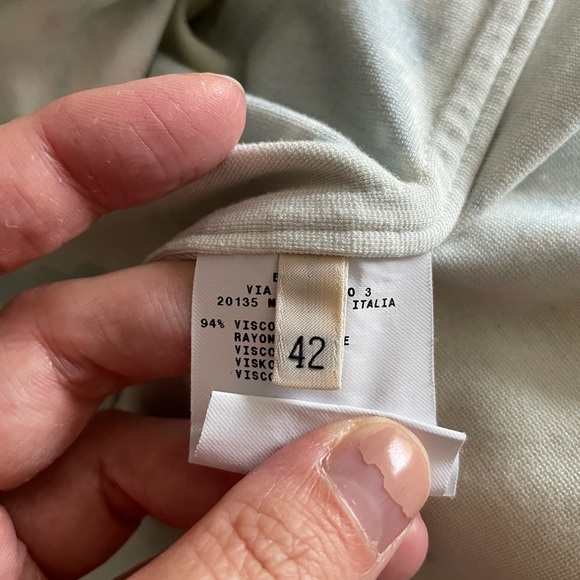 VIA O 3
20135 M ITALIA
94% VISCO
RAYON E
VISCO
VISKO
VISCO
42